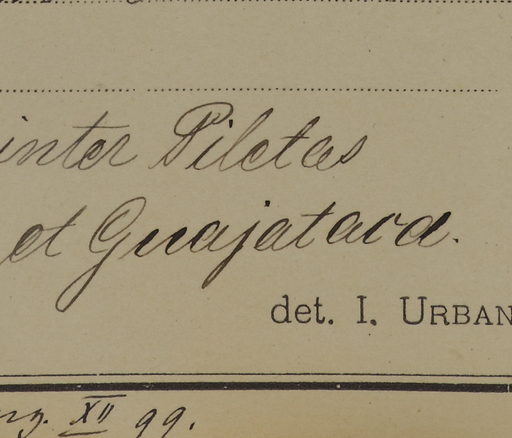 inter Piletas
et Guajataca.
det. I. URBAN
XII 99.